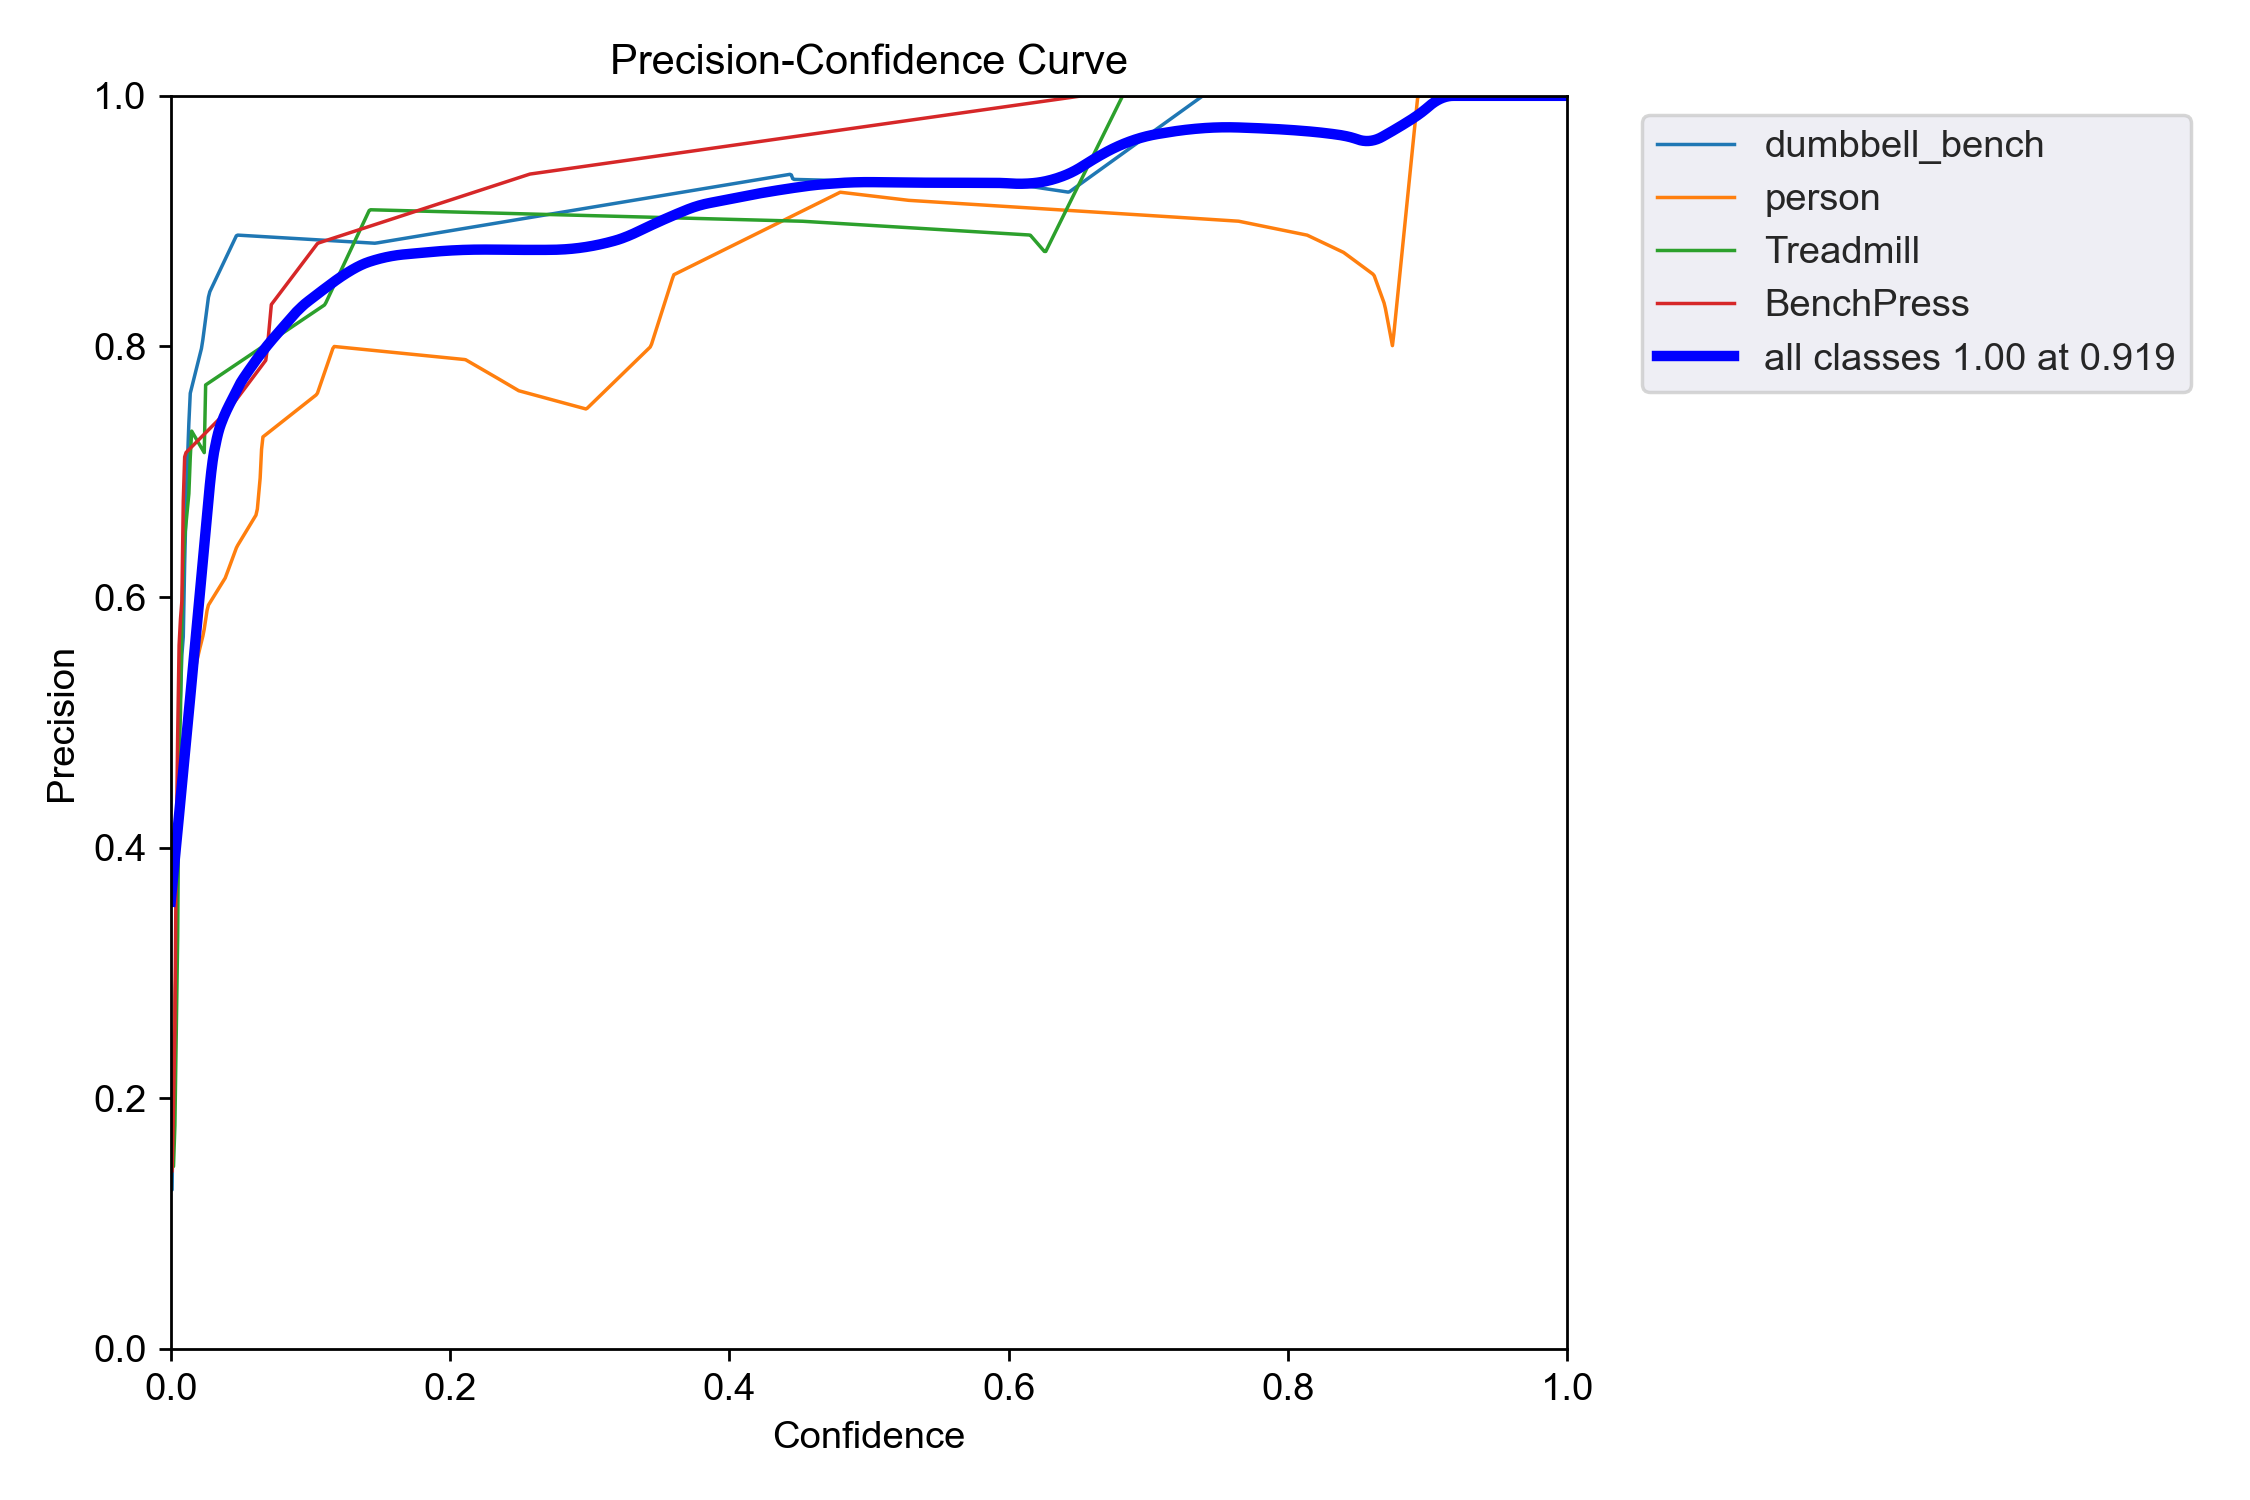 Precision-Confidence Curve
1.0
0.8
0.6
0.4
0.2
0.0
Precision
0.0 0.2 0.4 0.6 0.8 1.0
Confidence
dumbbell_bench
person
Treadmill
BenchPress
all classes 1.00 at 0.919